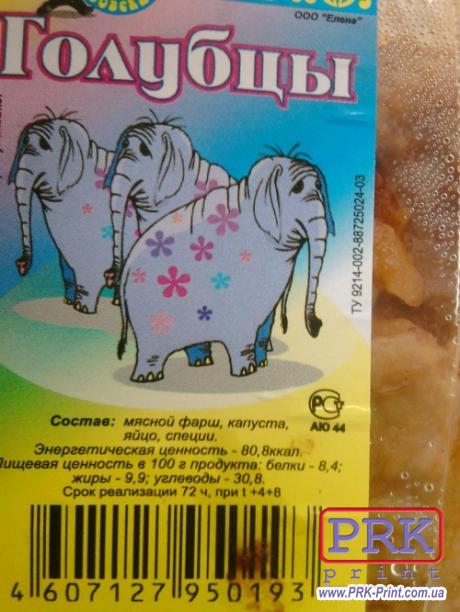 ООО "Елена"
Голубцы
ТУ 9214-002-88725024-03
РСТ
АЮ 44
Состав: мясной фарш, капуста,
яйцо, специи.
Энергетическая ценность - 80,8ккал.
Пищевая ценность в 100 г продукта: белки - 8,4;
жиры - 9,9; углеводы - 30,8.
Срок реализации 72 ч, при t +4+8
4 607127 950193
PRK
print
www.PRK-Print.com.ua